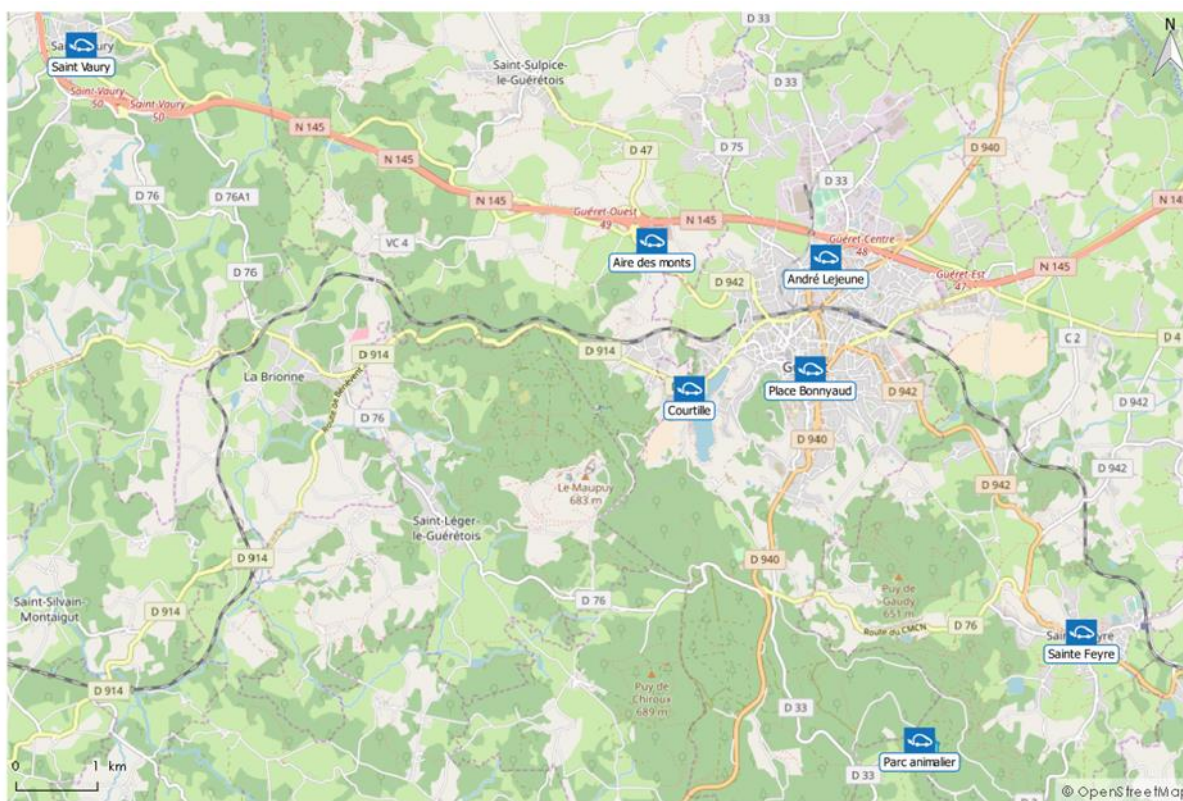 D 33
N
Saint Vaury
Saint-Sulpice-
le-Guérétois
D 33
Saint-Vaury
50
Saint-Vaury
50
N 145
D 47
D 75
D 940
N 145
D 33
D 76
D 76A1
N 145
Guéret-Ouest
49
N 145
N 145
VC 4
Guéret-Centre
48
Aire des monts
André Lejeune
N 145
D 76
D 942
Guéret-Est
47
D 914
D 914
C 2
D 4
La Brionne
Place Bonnyaud
D 942
Courtille
D 942
D 76
D 940
D 942
Le Maupuy
683 m
D 942
Saint-Léger-
le-Guérétois
D 914
D 940
Puy de
Gaudy
651 m
Saint-Silvain-
Montaigut
D 914
D 76
Route du CMCN
D 76
Sainte Feyre
D 914
Puy de
Chiroux
689 m
D 33
Parc animalier
D 33
0 1 km
© OpenStreetMap